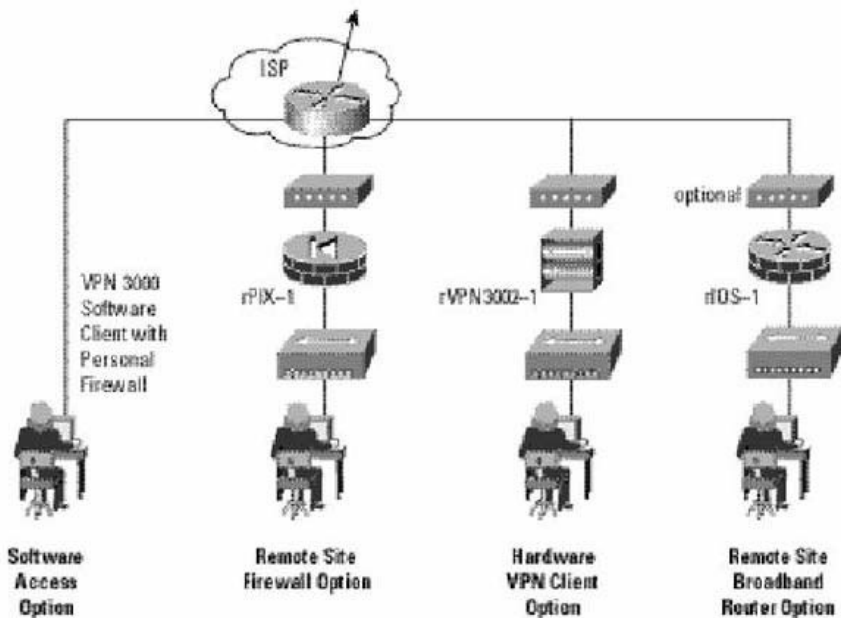 ISP
optional
VPN 3000
Software
Client with
Personal
Firewall
rPIX-1
rVPN3002-1
rIOS-1
Software
Access
Option
Remote Site
Firewall Option
Hardware
VPN Client
Option
Remote Site
Broadband
Router Option